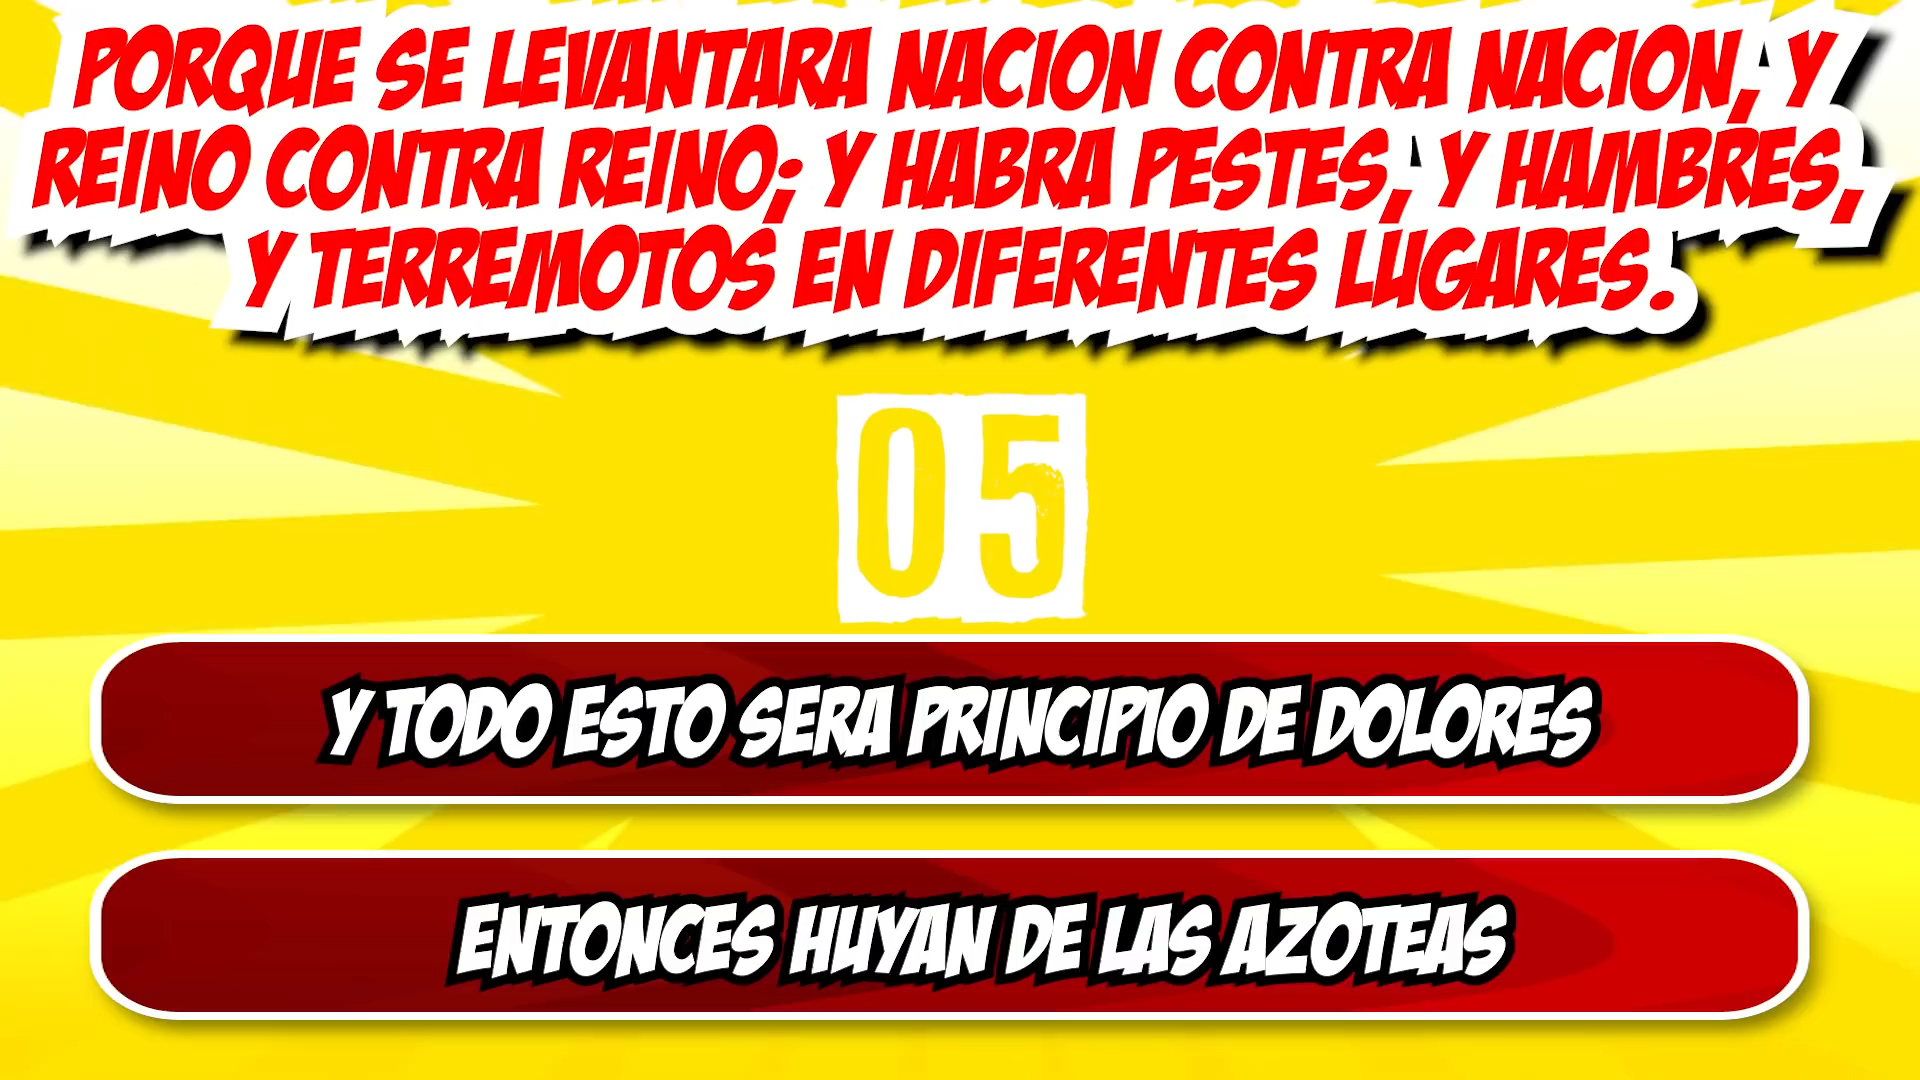 PORQUE SE LEVANTARA NACION CONTRA NACION, Y
REINO CONTRA REINO; Y HABRA PESTES, Y HAMBRES,
Y TERREMOTOS EN DIFERENTES LUGARES.
05
Y TODO ESTO SERA PRINCIPIO DE DOLORES
ENTONCES HUYAN DE LAS AZOTEAS